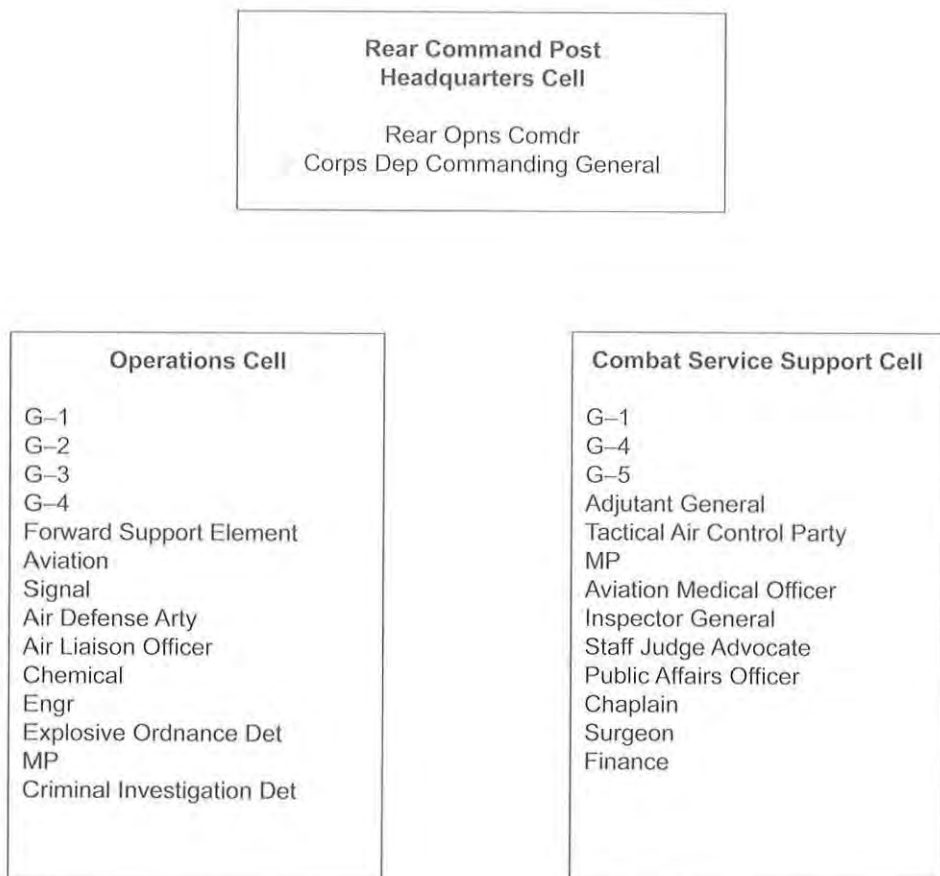 Rear Command Post
Headquarters Cell
Rear Opns Comdr
Corps Dep Commanding General
Operations Cell
G–1
G–2
G–3
G–4
Forward Support Element
Aviation
Signal
Air Defense Arty
Air Liaison Officer
Chemical
Engr
Explosive Ordnance Det
MP
Criminal Investigation Det
Combat Service Support Cell
G–1
G–4
G–5
Adjutant General
Tactical Air Control Party
MP
Aviation Medical Officer
Inspector General
Staff Judge Advocate
Public Affairs Officer
Chaplain
Surgeon
Finance